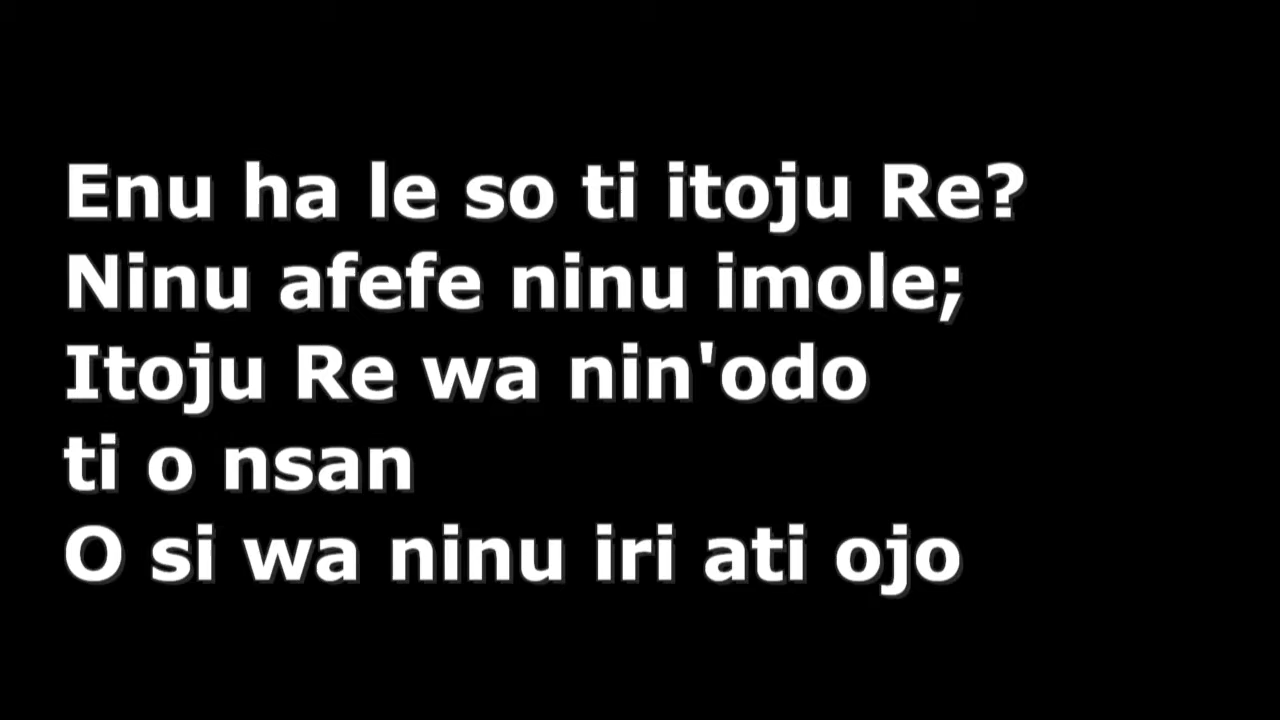 Enu ha le so ti itoju Re?
Ninu afefe ninu imole;
Itoju Re wa nin'odo
ti o nsan
O si wa ninu iri ati ojo